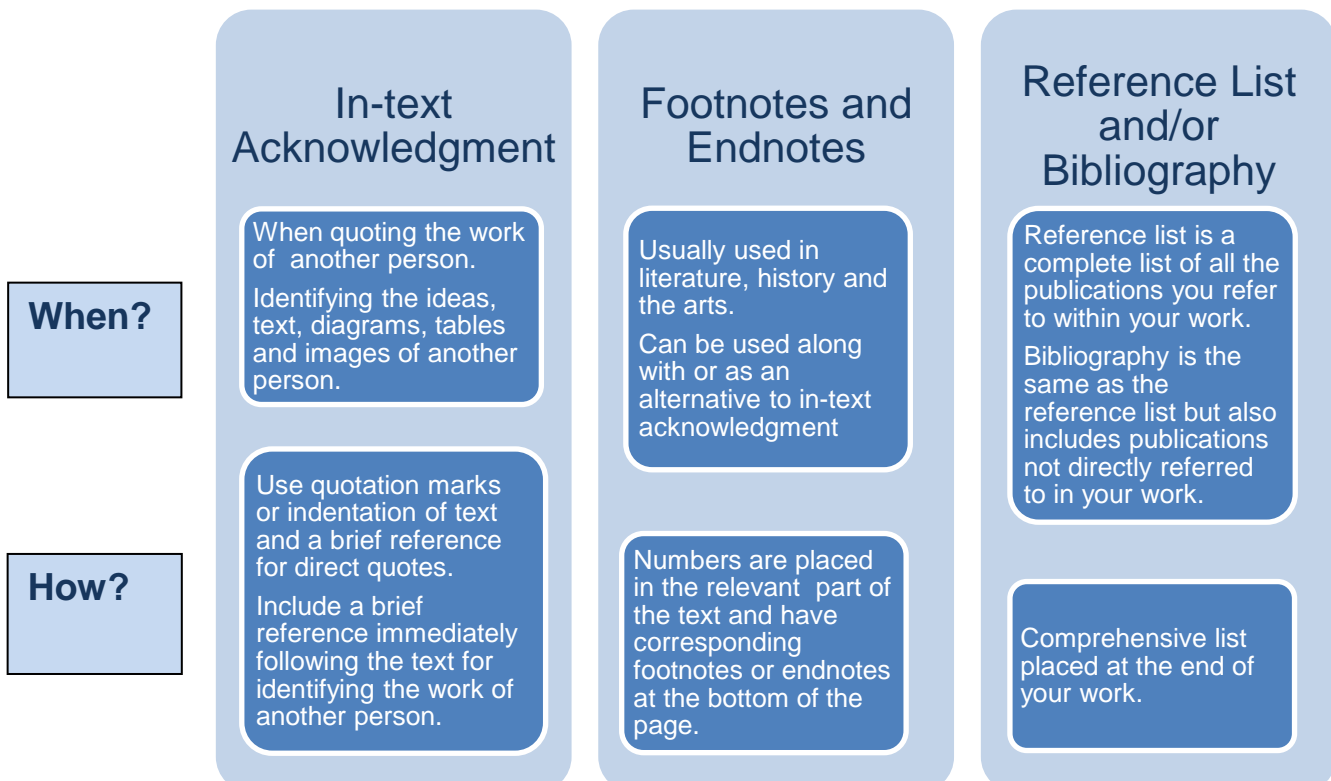 In-text
Acknowledgment
Footnotes and
Endnotes
Reference List
and/or
Bibliography
When?
When quoting the work
of another person.
Identifying the ideas,
text, diagrams, tables
and images of another
person.
Usually used in
literature, history and
the arts.
Can be used along
with or as an
alternative to in-text
acknowledgment
Reference list is a
complete list of all the
publications you refer
to within your work.
Bibliography is the
same as the
reference list but also
includes publications
not directly referred
to in your work.
How?
Use quotation marks
or indentation of text
and a brief reference
for direct quotes.
Include a brief
reference immediately
following the text for
identifying the work of
another person.
Numbers are placed
in the relevant part of
the text and have
corresponding
footnotes or endnotes
at the bottom of the
page.
Comprehensive list
placed at the end of
your work.